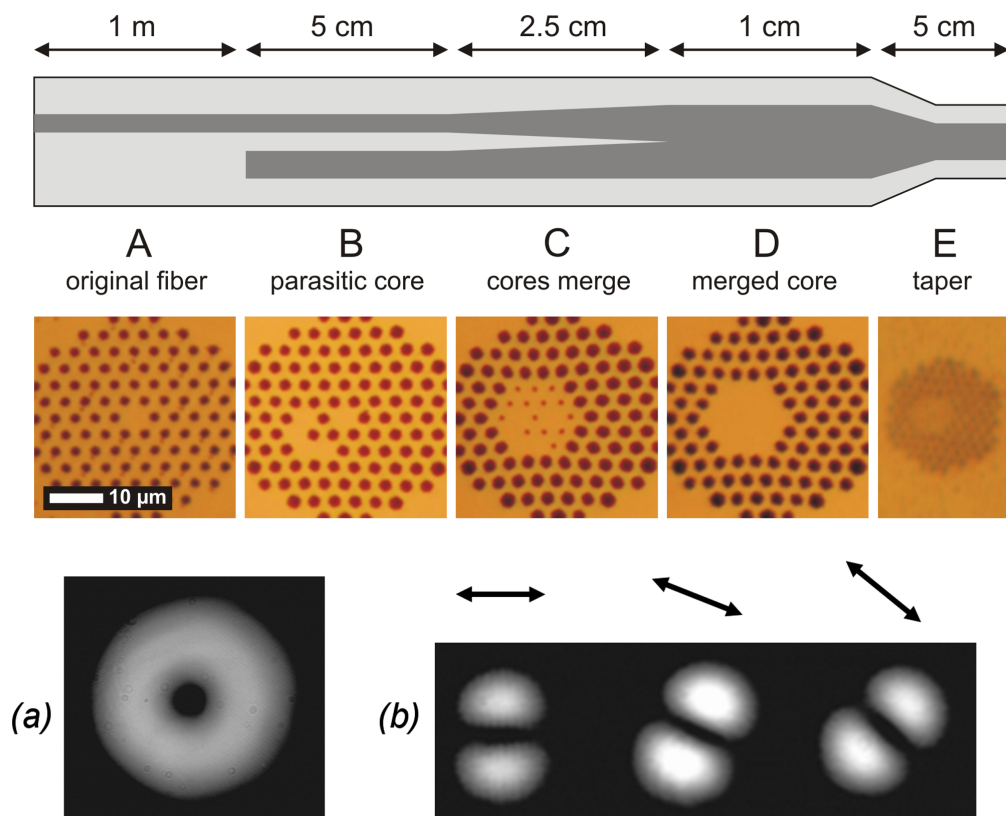 1 m 5 cm 2.5 cm 1 cm 5 cm
A B C D E
original fiber parasitic core cores merge merged core taper
10 µm
(a) (b)